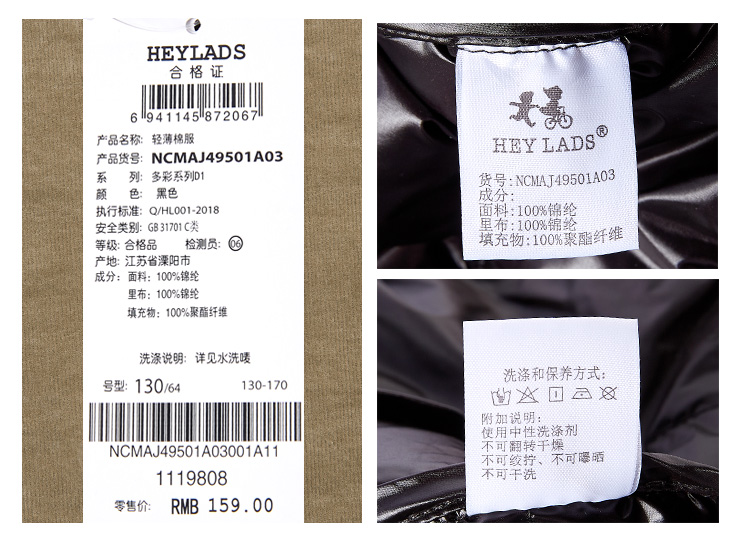 HEYLADS
合格证
6 941145 872067
产品名称: 轻薄棉服
产品货号: NCMAJ49501A03
系 列: 多彩系列D1
颜 色: 黑色
执行标准: Q/HL001-2018
安全类别: GB 31701 C类
等级: 合格品 检测员: 06
产地: 江苏省溧阳市
成分: 面料: 100%锦纶
里布: 100%锦纶
填充物: 100%聚酯纤维
洗涤说明: 详见水洗唛
号型: 130/64 130-170
NCMAJ49501A03001A11
1119808
零售价: RMB 159.00
HEY LADS®
货号:NCMAJ49501A03
成分:
面料:100%锦纶
里布:100%锦纶
填充物:100%聚酯纤维
洗涤和保养方式:
附加说明:
使用中性洗涤剂
不可翻转干燥
不可绞拧、不可曝晒
不可干洗